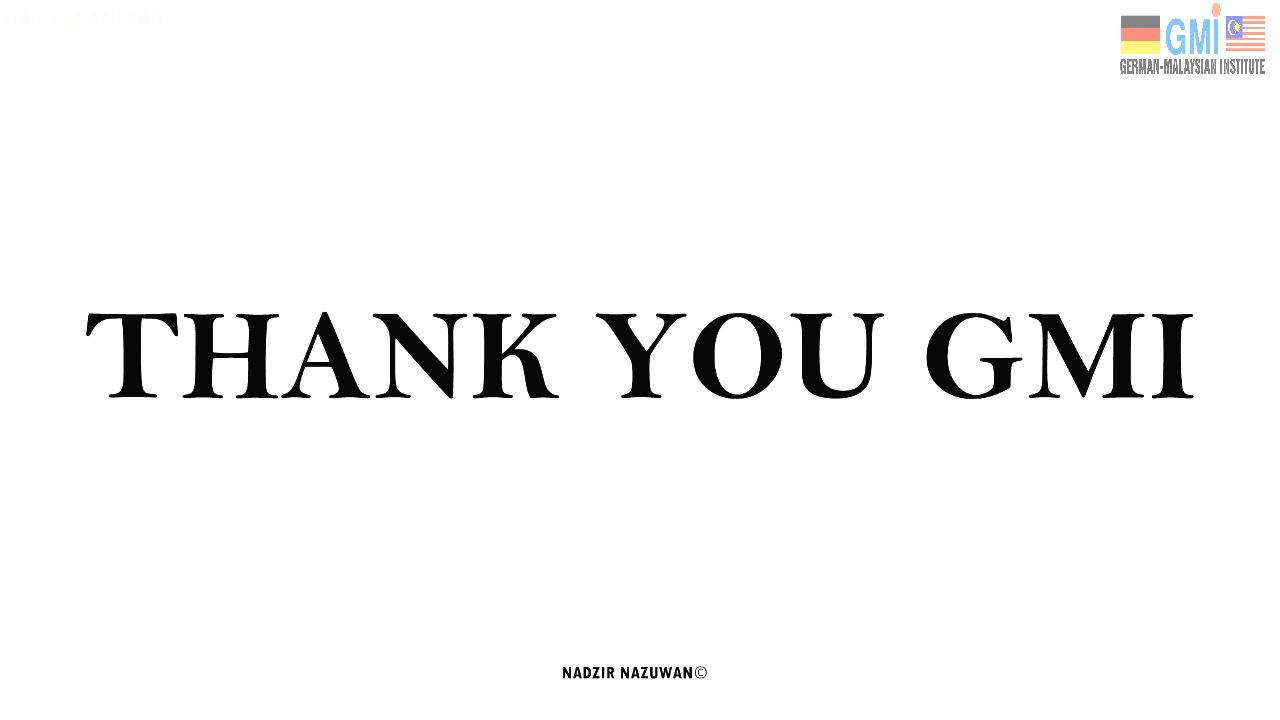 GMI
GERMAN-MALAYSIAN INSTITUTE
THANK YOU GMI
NADZIR NAZUWAN©